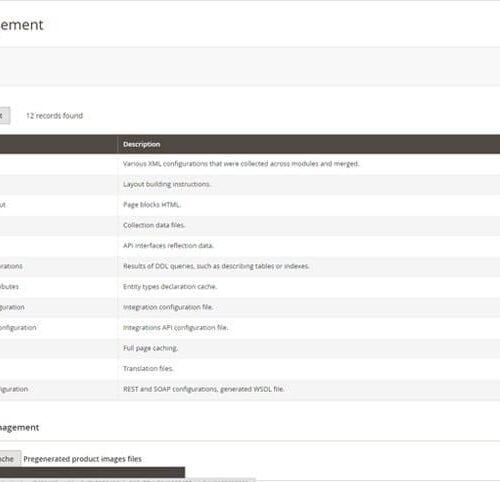 ement
t 12 records found
Description
Various XML configurations that were collected across modules and merged.
Layout building instructions.
ut Page blocks HTML.
Collection data files.
API interfaces reflection data.
rations Results of DDL queries, such as describing tables or indexes.
ibutes Entity types declaration cache.
guration Integration configuration file.
onfiguration Integrations API configuration file.
Full page caching.
Translation files.
figuration REST and SOAP configurations, generated WSDL file.
nagement
ache Pregenerated product images files